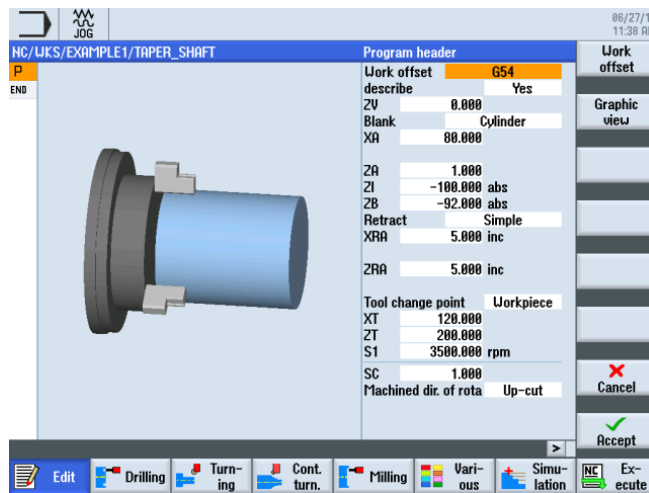 JOG
06/27/1
11:38 A
NC/WKS/EXAMPLE1/TAPER_SHAFT
P
END
Program header
Work offset G54
describe Yes
ZV 0.000
Blank Cylinder
XA 80.000
ZA 1.000
ZI -100.000 abs
ZB -92.000 abs
Retract Simple
XRA 5.000 inc
ZRA 5.000 inc
Tool change point Workpiece
XT 120.000
ZT 200.000
S1 3500.000 rpm
SC 1.000
Machined dir. of rota Up-cut
>
Work
offset
Graphic
view
Cancel
Accept
Edit
Drilling
Turn-
ing
Cont.
turn.
Milling
Vari-
ous
Simu-
lation
NC
Ex-
ecute